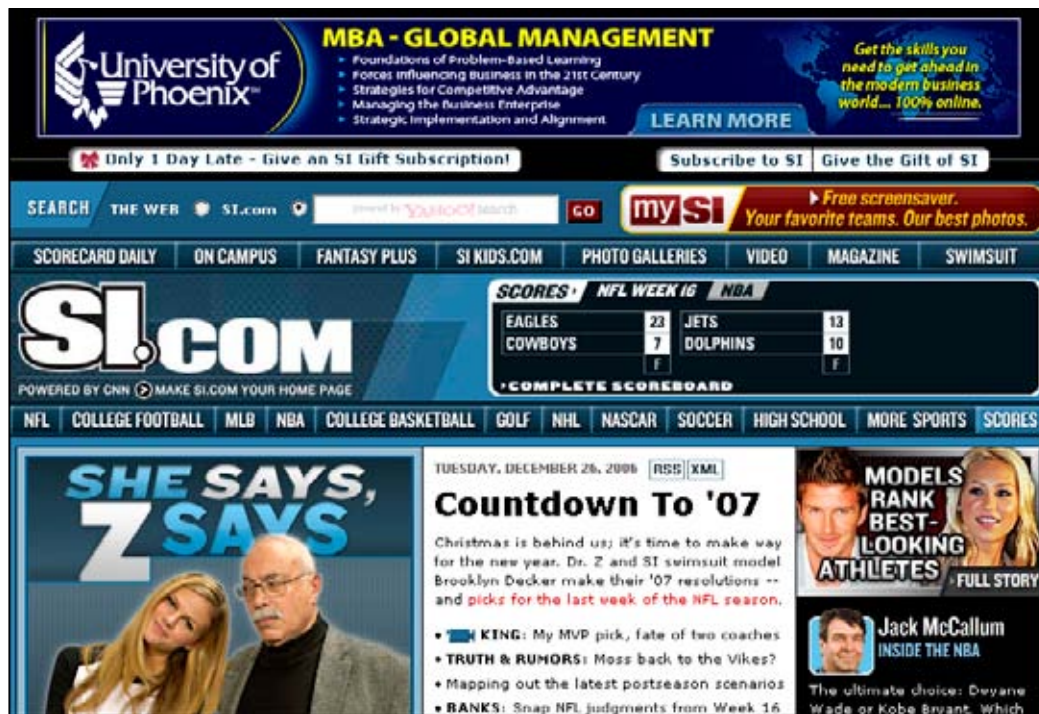 University of
Phoenix
MBA - GLOBAL MANAGEMENT
Foundations of Problem-Based Learning
Forces Influencing Business in the 21st Century
Strategies for Competitive Advantage
Managing the Business Enterprise
Strategic Implementation and Alignment
LEARN MORE
Get the skills you
need to get ahead in
the modern business
world... 100% online.
Only 1 Day Late - Give an SI Gift Subscription!
Subscribe to SI
Give the Gift of SI
SEARCH THE WEB SI.com
powered by YAHOO! search
GO
my SI
Free screensaver.
Your favorite teams. Our best photos.
SCORECARD DAILY ON CAMPUS FANTASY PLUS SI KIDS.COM PHOTO GALLERIES VIDEO MAGAZINE SWIMSUIT
SI.COM
POWERED BY CNN MAKE SI.COM YOUR HOME PAGE
SCORES NFL WEEK 16 NBA
EAGLES 23 JETS 13
COWBOYS 7 DOLPHINS 10
F F
COMPLETE SCOREBOARD
NFL COLLEGE FOOTBALL MLB NBA COLLEGE BASKETBALL GOLF NHL NASCAR SOCCER HIGH SCHOOL MORE SPORTS SCORES
SHE SAYS,
Z SAYS
TUESDAY, DECEMBER 26, 2006 RSS XML
Countdown To '07
Christmas is behind us; it's time to make way
for the new year. Dr. Z and SI swimsuit model
Brooklyn Decker make their '07 resolutions --
and picks for the last week of the NFL season.
• KING: My MVP pick, fate of two coaches
• TRUTH & RUMORS: Moss back to the Vikes?
• Mapping out the latest postseason scenarios
• RANKS: Snap NFL judgments from Week 16
MODELS
RANK
BEST-
LOOKING
ATHLETES
FULL STORY
Jack McCallum
INSIDE THE NBA
The ultimate choice: Dwyane
Wade or Kobe Bryant. Which